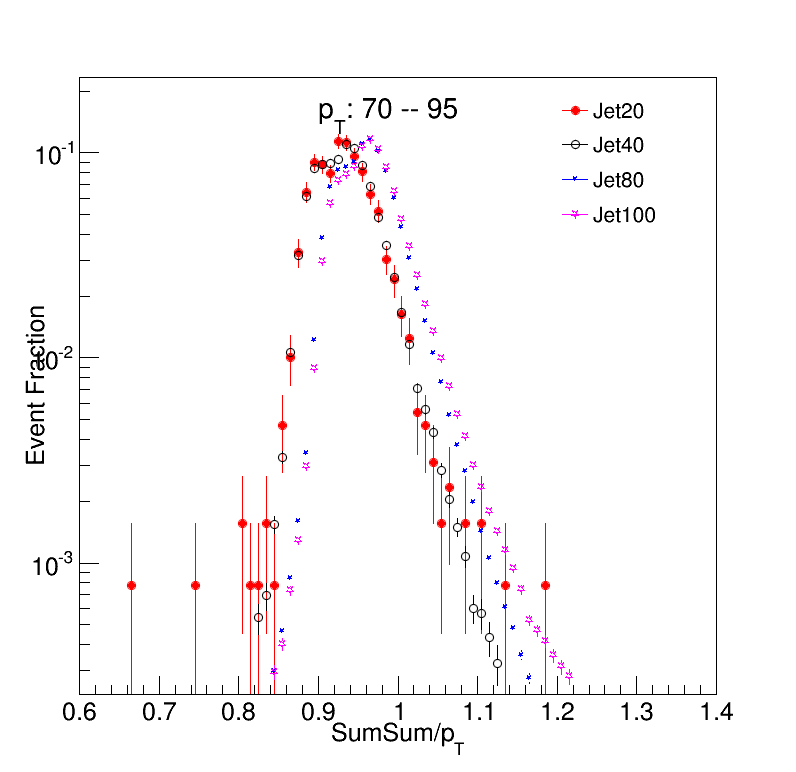 p_T : 70 -- 95
Jet20
Jet40
Jet80
Jet100
Event Fraction
10^-1
10^-2
10^-3
0.6 0.7 0.8 0.9 1 1.1 1.2 1.3 1.4
SumSum/p_T